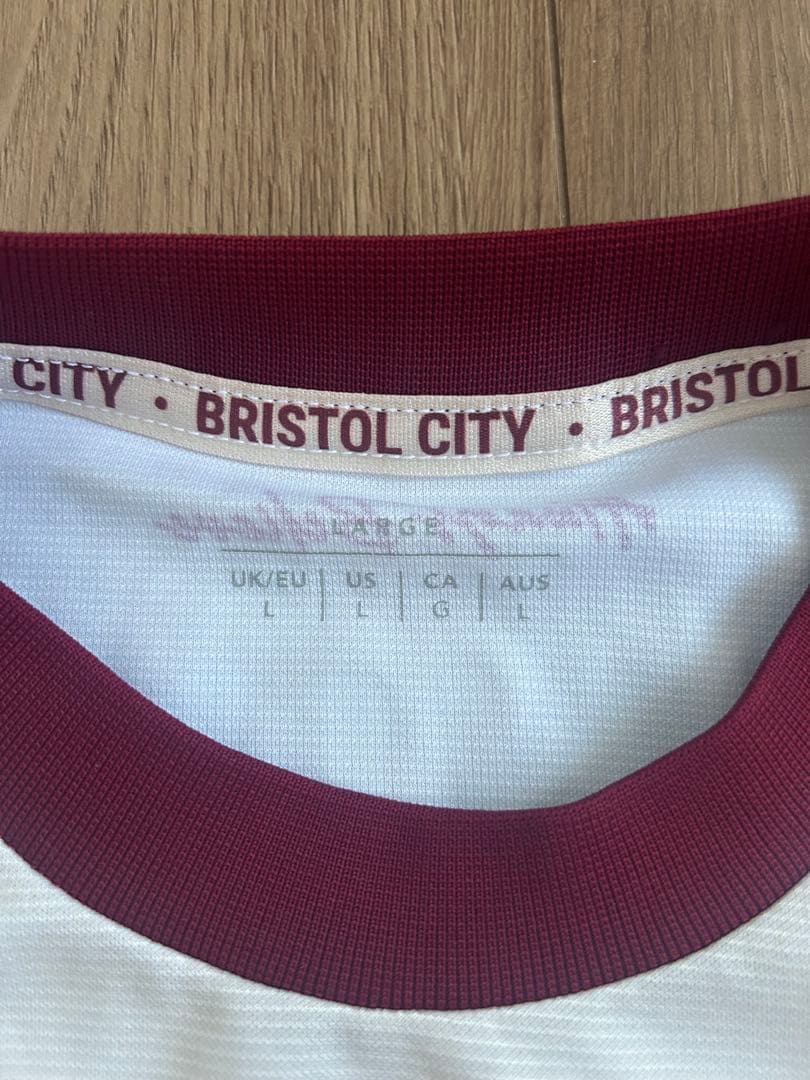 CITY • BRISTOL CITY • BRISTOL
LARGE
UK/EU | US | CA | AUS
L | L | G | L